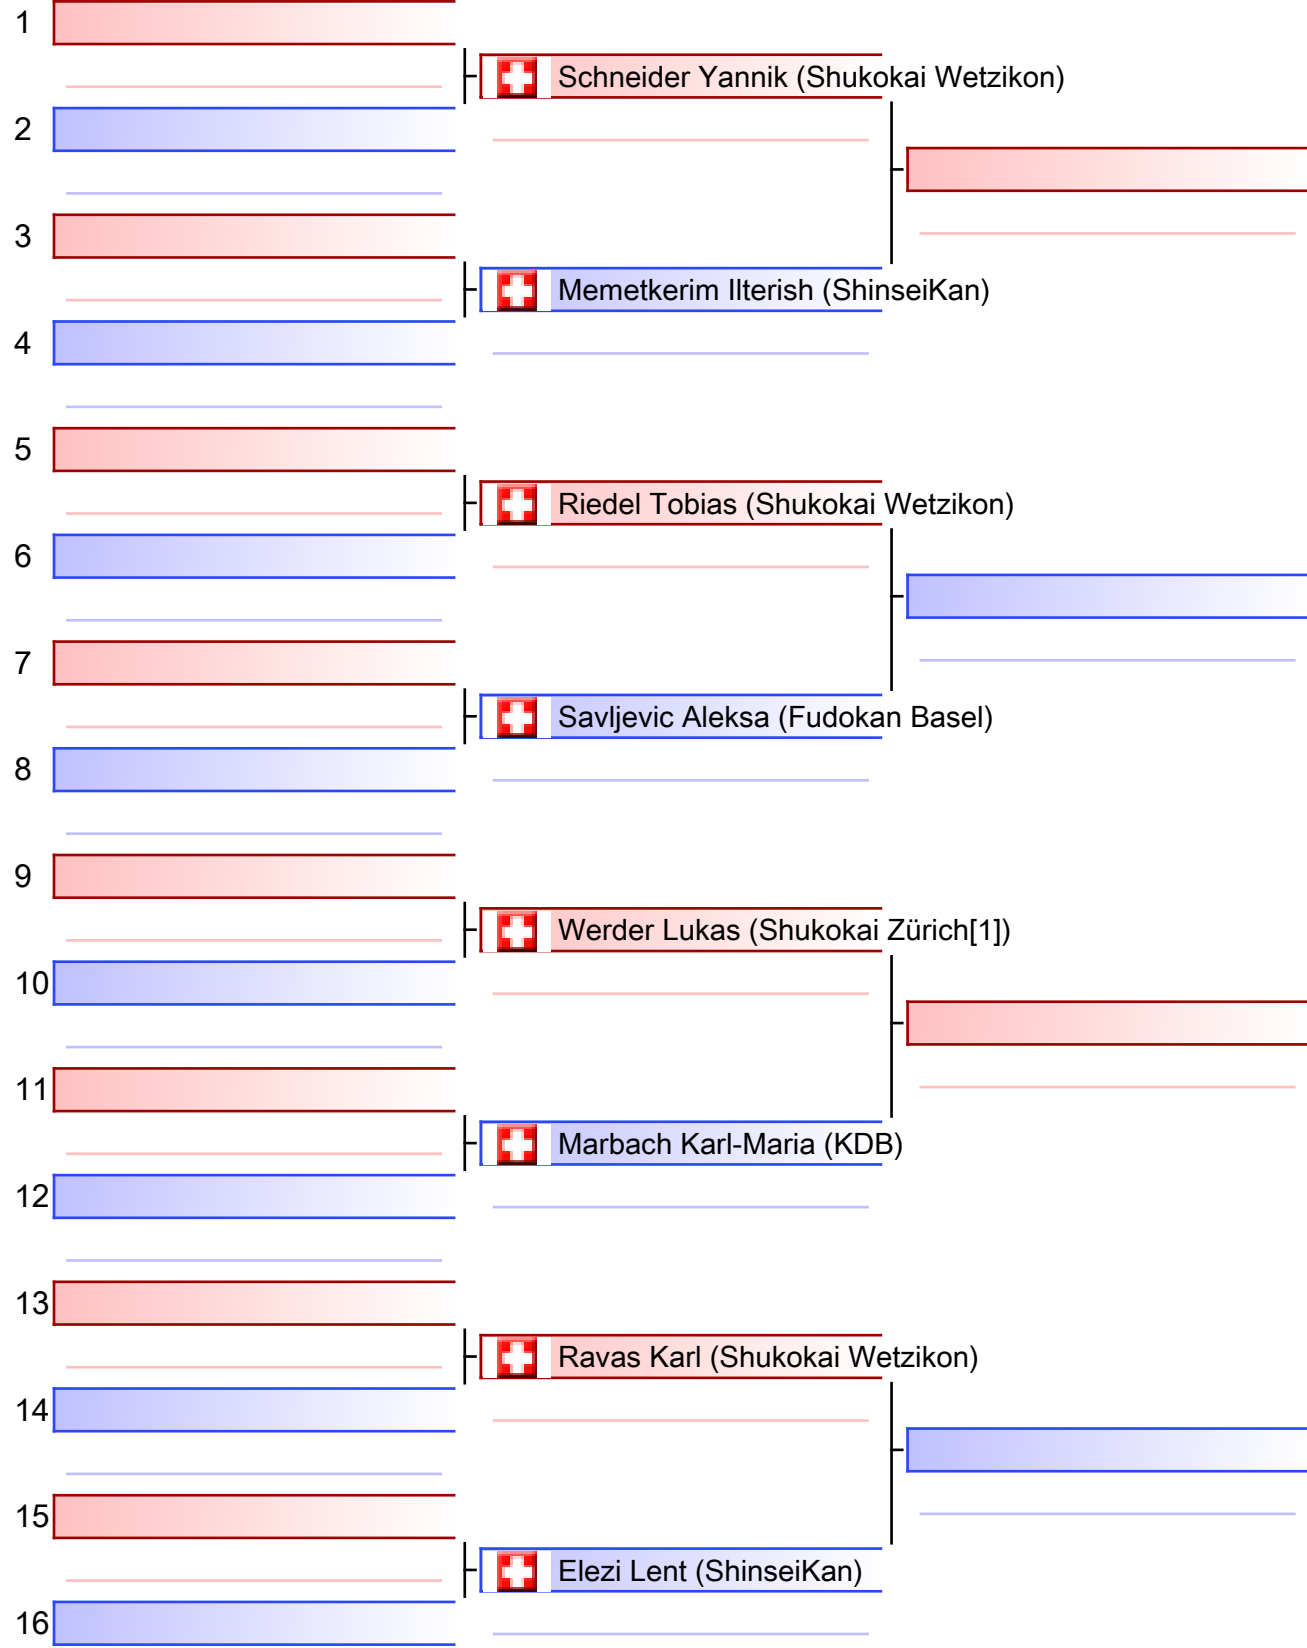 1
Schneider Yannik (Shukokai Wetzikon)
2
3
Memetkerim Ilterish (ShinseiKan)
4
5
Riedel Tobias (Shukokai Wetzikon)
6
7
Savljevic Aleksa (Fudokan Basel)
8
9
Werder Lukas (Shukokai Zürich[1])
10
11
Marbach Karl-Maria (KDB)
12
13
Ravas Karl (Shukokai Wetzikon)
14
15
Elezi Lent (ShinseiKan)
16